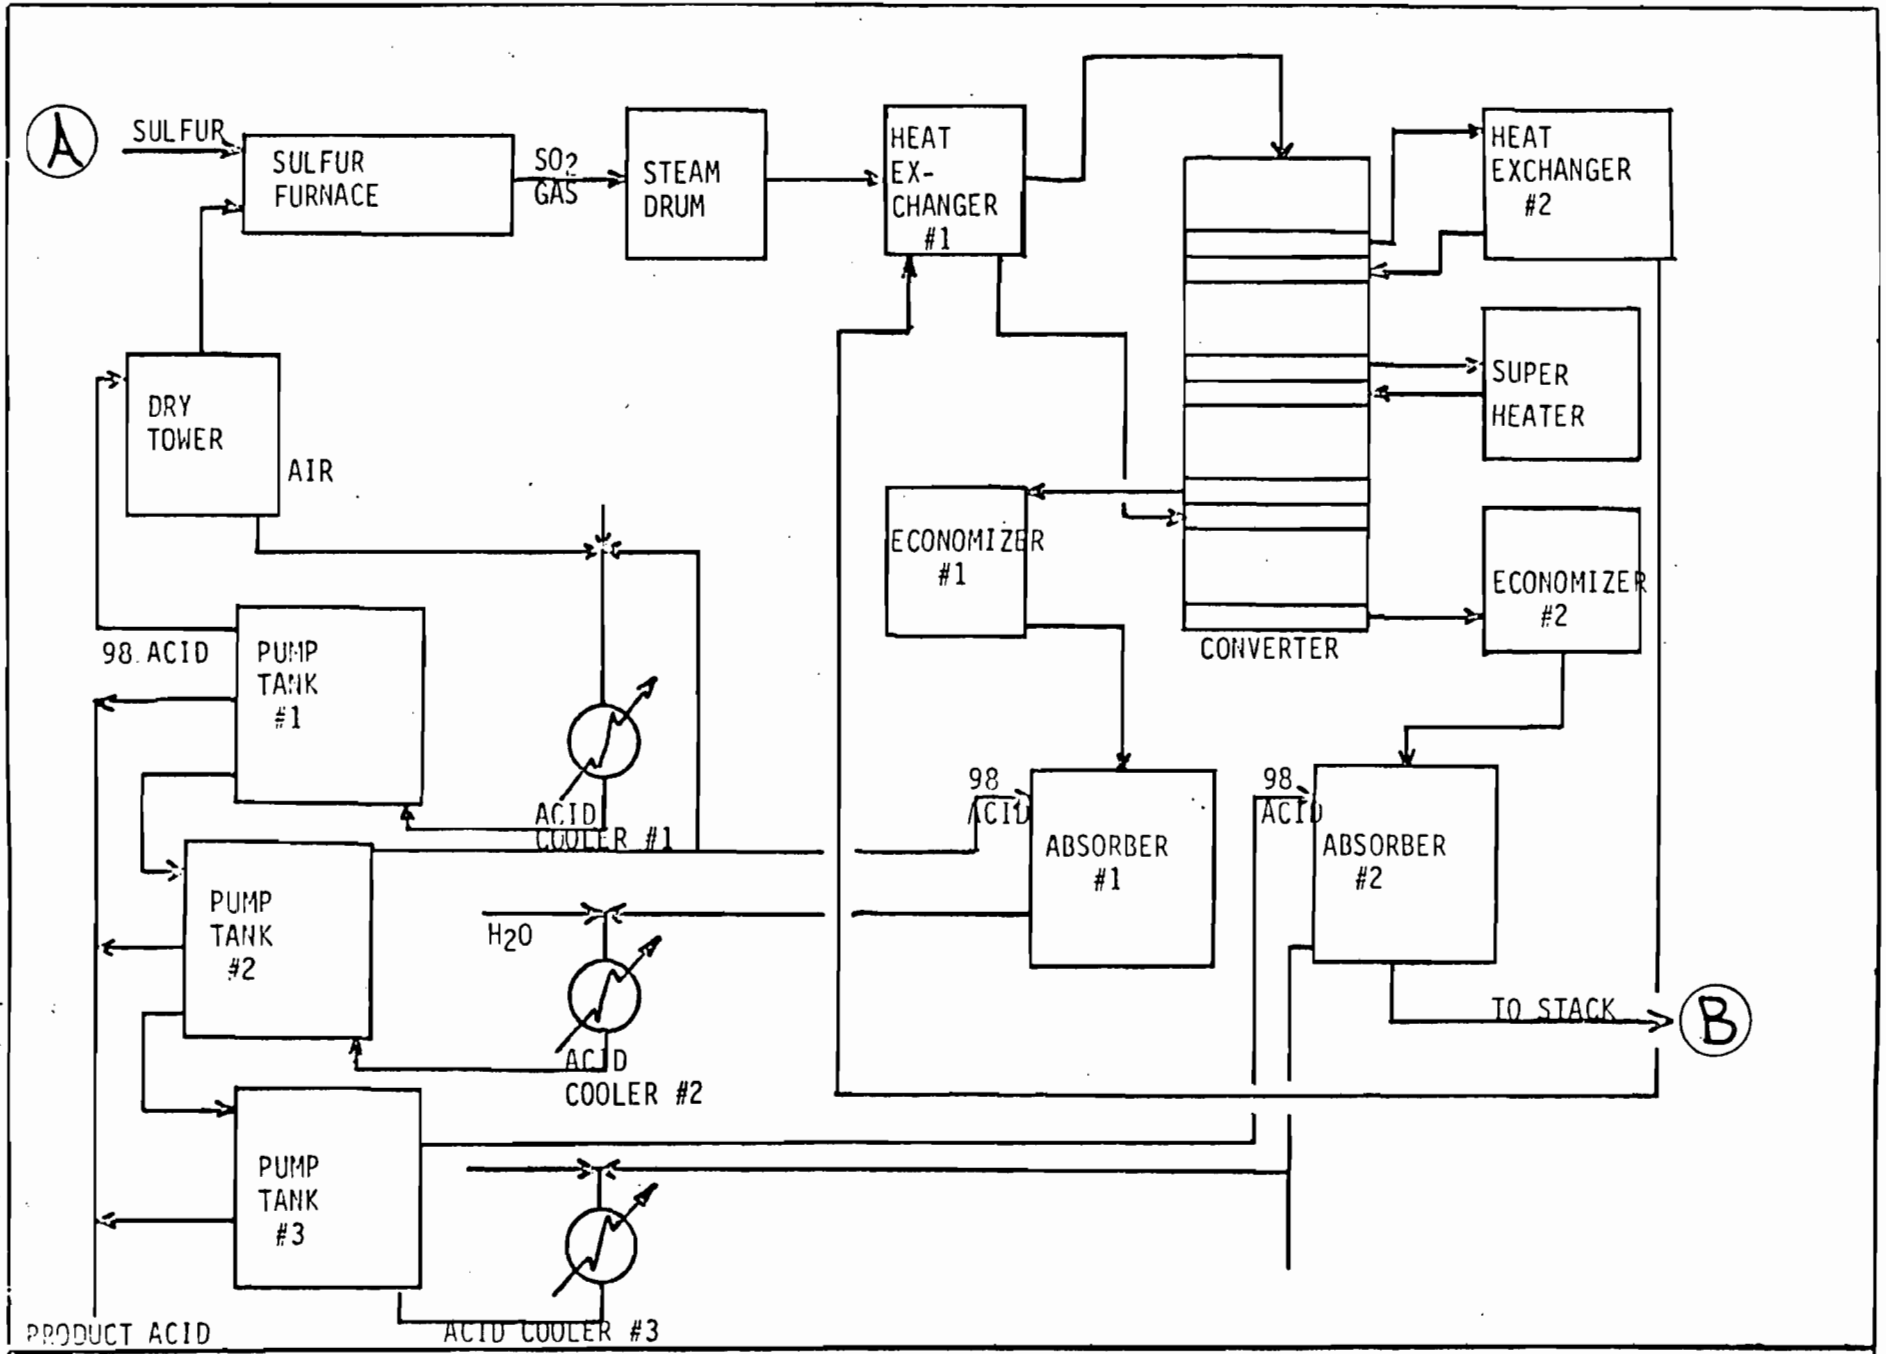 A
SULFUR
SULFUR
FURNACE
SO2
GAS
STEAM
DRUM
HEAT
EX-
CHANGER
#1
HEAT
EXCHANGER
#2
SUPER
HEATER
DRY
TOWER
AIR
ECONOMIZER
#1
ECONOMIZER
#2
CONVERTER
98 ACID
PUMP
TANK
#1
ACID
COOLER #1
98
ACID
ABSORBER
#1
98
ACID
ABSORBER
#2
PUMP
TANK
#2
H2O
ACID
COOLER #2
TO STACK
B
PUMP
TANK
#3
PRODUCT ACID
ACID COOLER #3